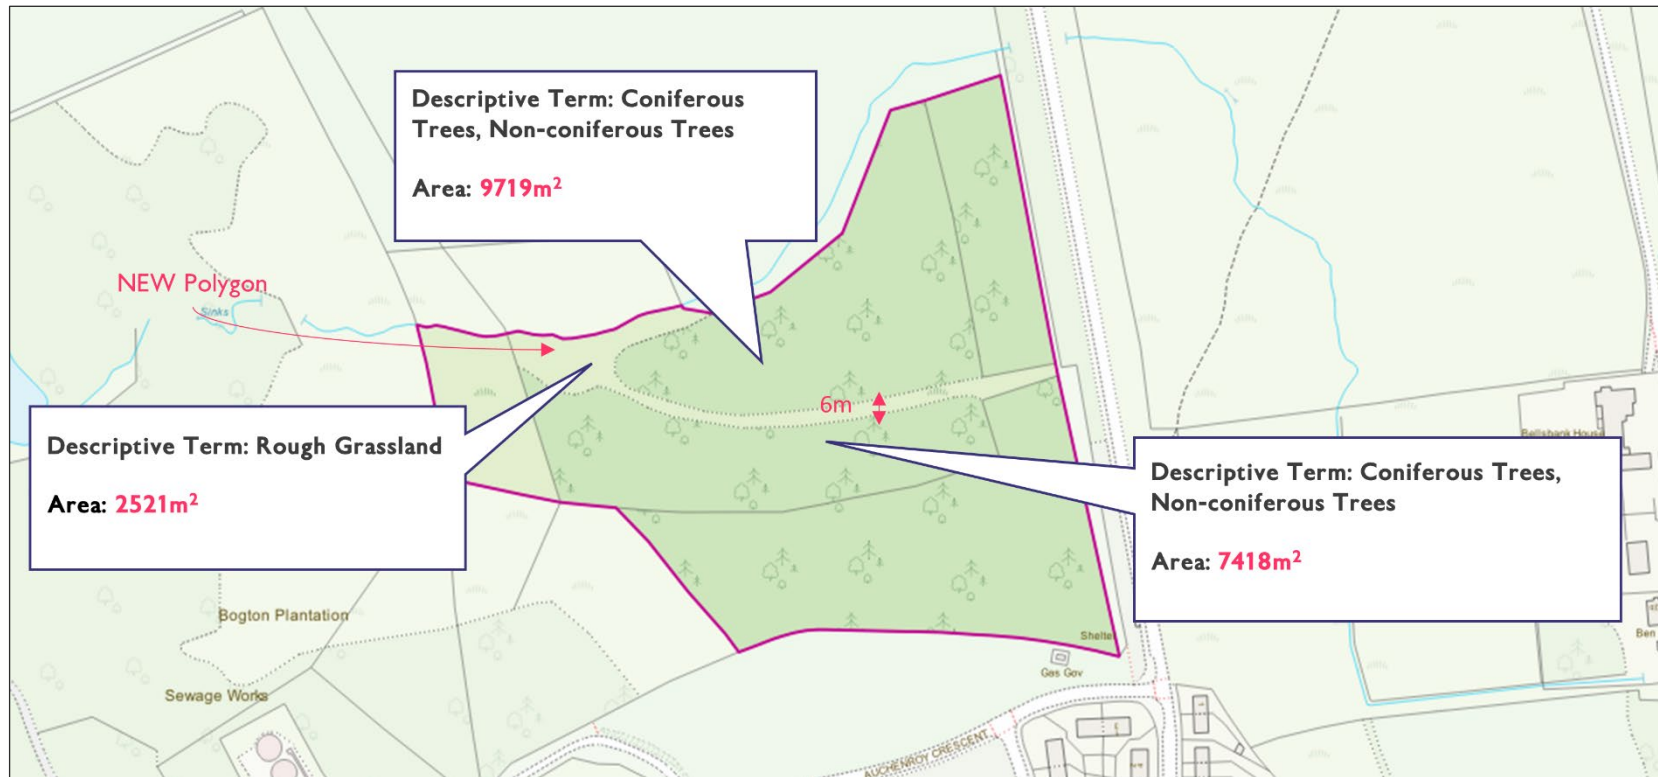 Descriptive Term: Coniferous
Trees, Non-coniferous Trees
Area: 9719m²
NEW Polygon
Sinks
6m
Descriptive Term: Rough Grassland
Area: 2521m²
Bellsbank House
Descriptive Term: Coniferous Trees,
Non-coniferous Trees
Area: 7418m²
Bogton Plantation
Shelter
Ben
Gas Gov
Sewage Works
AUCHENROY CRESCENT